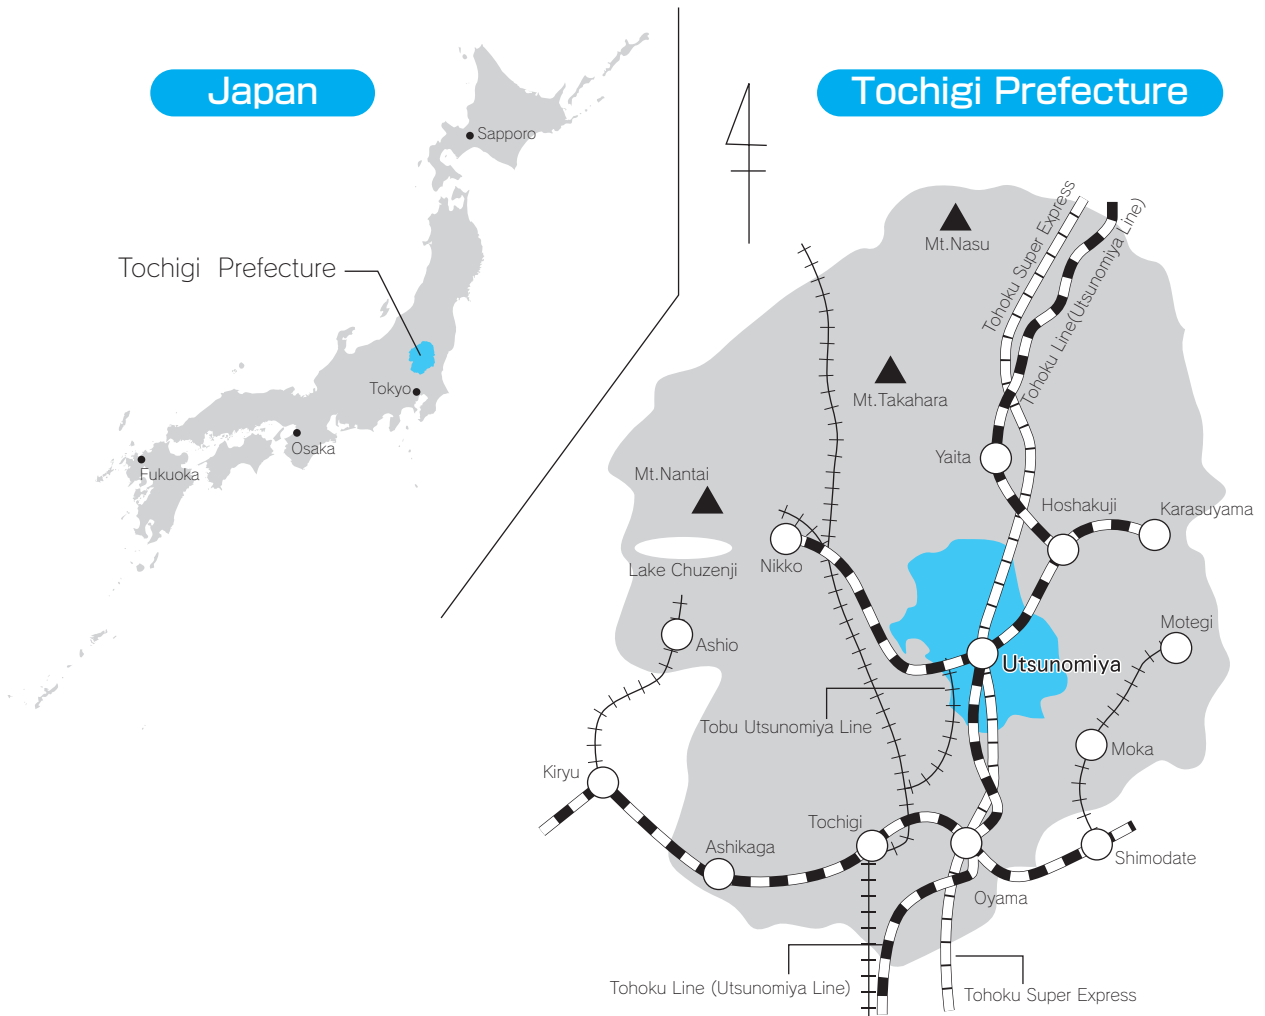 Japan
Tochigi Prefecture
Sapporo
Tochigi Prefecture
Tokyo
Osaka
Fukuoka
Mt.Nasu
Tohoku Super Express
Tohoku Line(Utsunomiya Line)
Mt.Takahara
Yaita
Mt.Nantai
Hoshakuji
Karasuyama
Nikko
Lake Chuzenji
Motegi
Ashio
Utsunomiya
Tobu Utsunomiya Line
Moka
Kiryu
Tochigi
Ashikaga
Shimodate
Oyama
Tohoku Line (Utsunomiya Line)
Tohoku Super Express